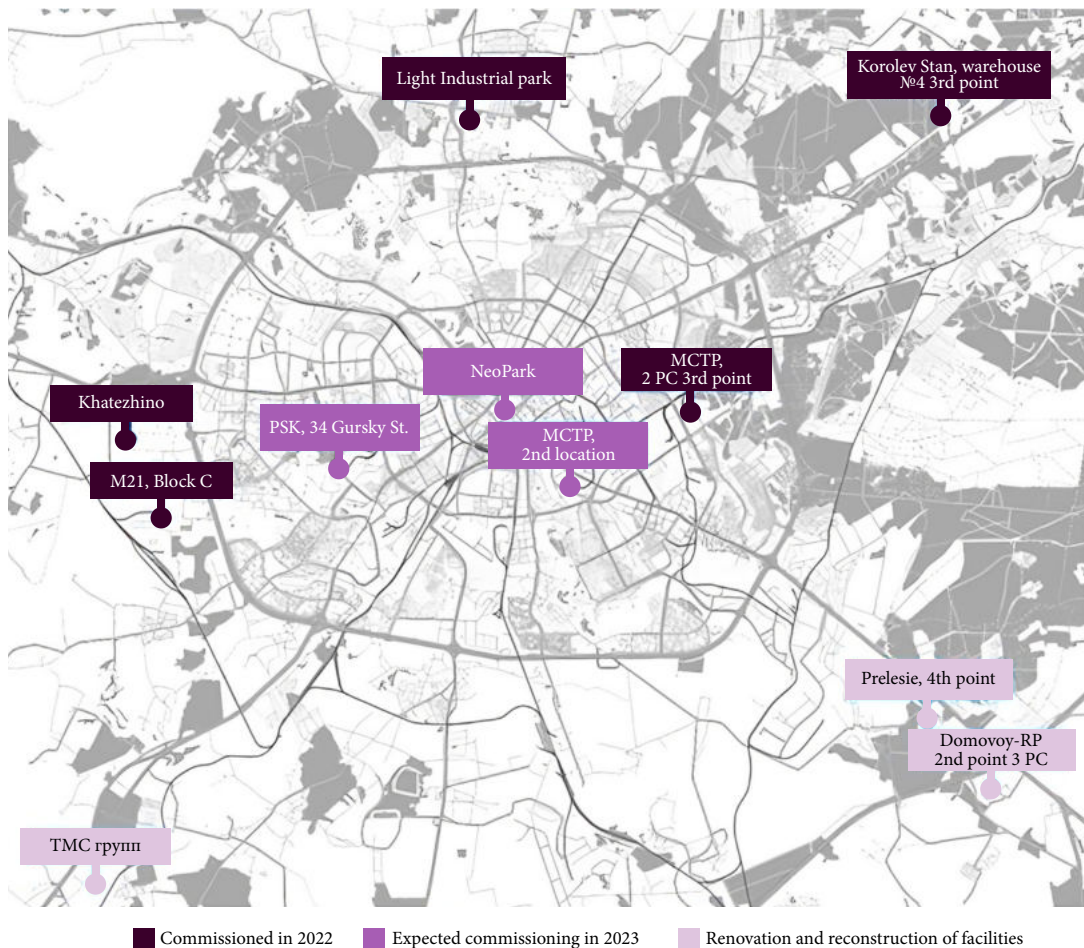 Light Industrial park
Korolev Stan, warehouse
№4 3rd point
NeoPark
MCTP,
2 PC 3rd point
Khatezhino
PSK, 34 Gursky St.
MCTP,
2nd location
M21, Block C
Prelesie, 4th point
Domovoy-RP
2nd point 3 PC
ТМС групп
Commissioned in 2022
Expected commissioning in 2023
Renovation and reconstruction of facilities